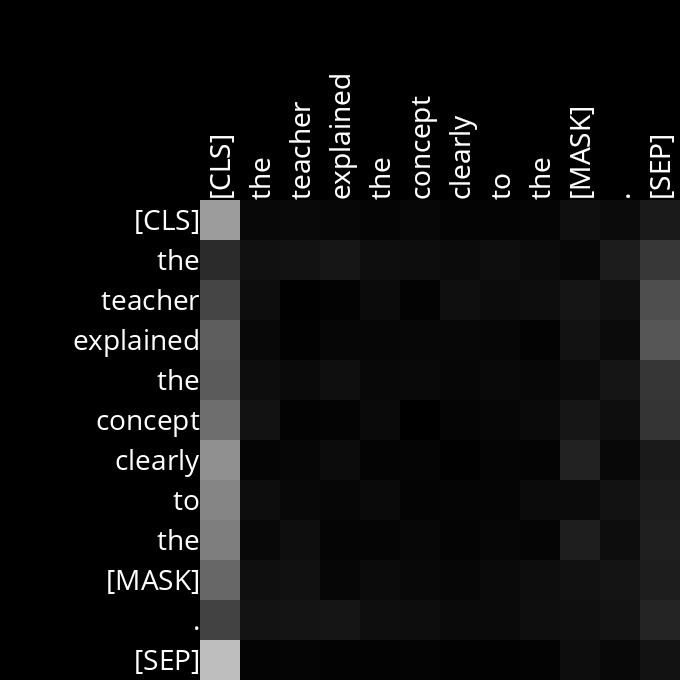 [CLS] the teacher explained the concept clearly to the [MASK] . [SEP]
[CLS]
the
teacher
explained
the
concept
clearly
to
the
[MASK]
.
[SEP]